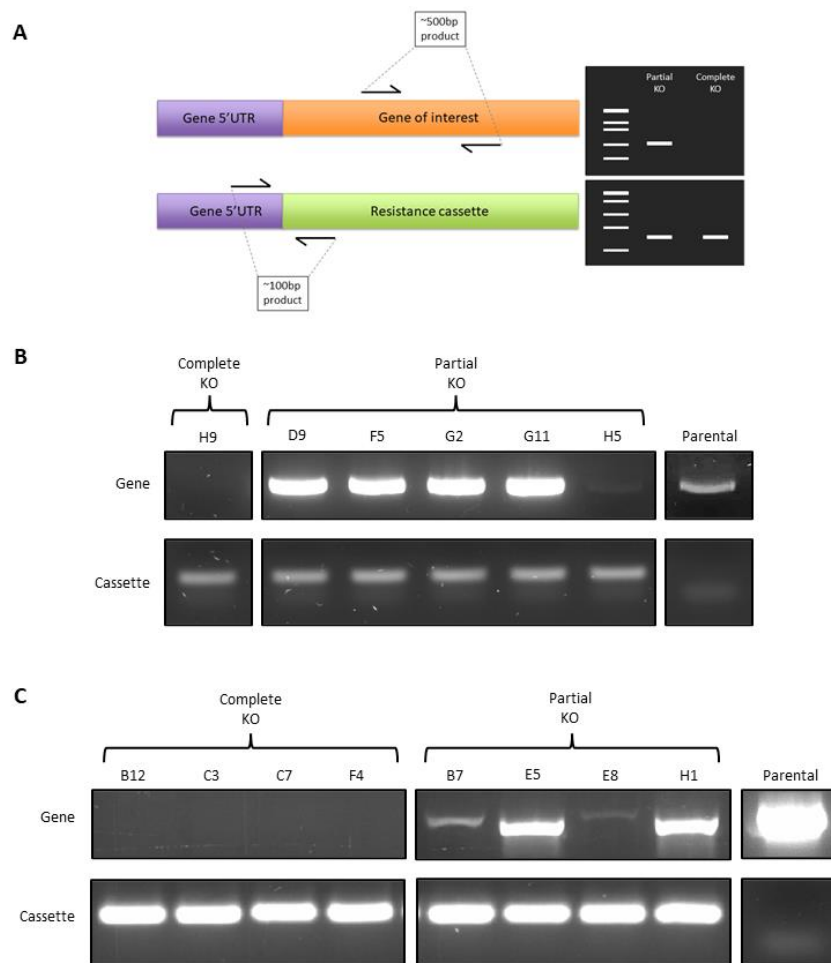 A
~500bp
product
Gene 5'UTR
Gene of interest
Partial
KO
Complete
KO
Gene 5'UTR
Resistance cassette
~100bp
product
B
Complete
KO
Partial
KO
H9
D9
F5
G2
G11
H5
Parental
Gene
Cassette
C
Complete
KO
Partial
KO
B12
C3
C7
F4
B7
E5
E8
H1
Parental
Gene
Cassette